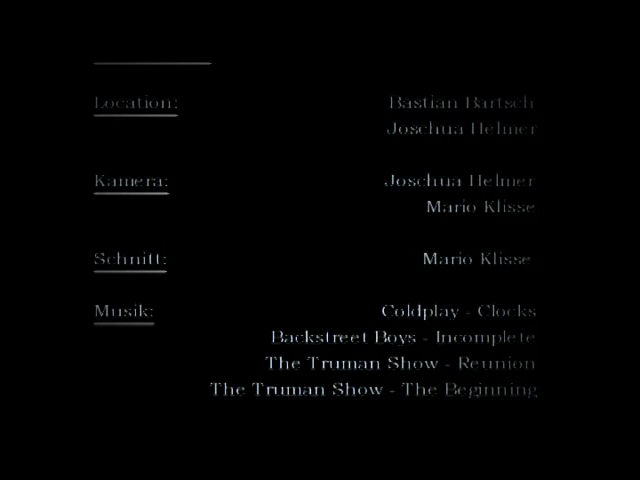 Location: Bastian Bartsch
Joschua Helmer
Kamera: Joschua Helmer
Mario Klisse
Schnitt: Mario Klisse
Musik: Coldplay - Clocks
Backstreet Boys - Incomplete
The Truman Show - Reunion
The Truman Show - The Beginning